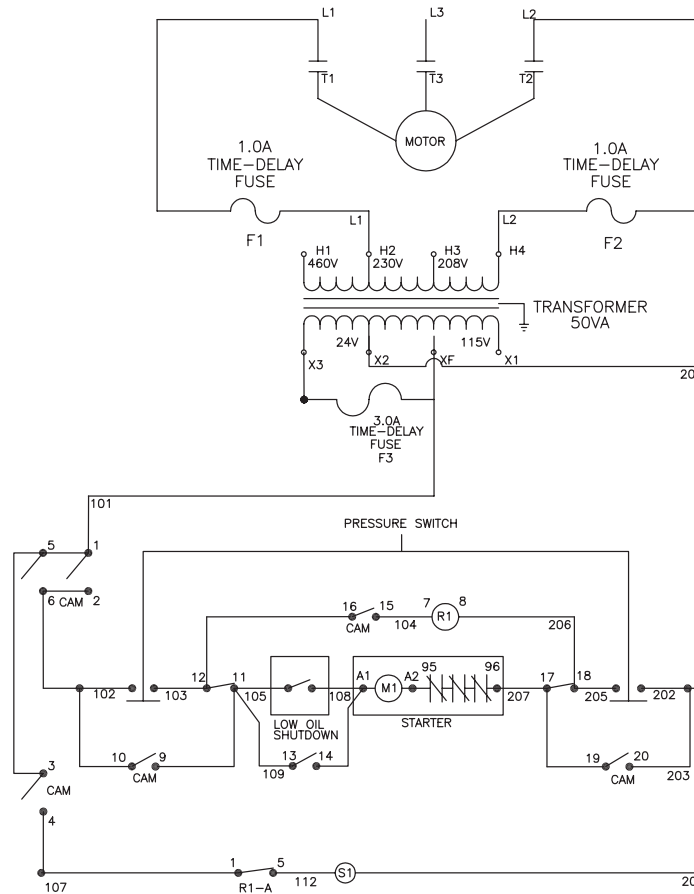 L1
L3
L2
T1
T3
T2
MOTOR
1.0A
TIME-DELAY
FUSE
F1
1.0A
TIME-DELAY
FUSE
F2
L1
L2
H1
H2
H3
H4
460V
230V
208V
TRANSFORMER
50VA
24V
115V
X3
X2
XF
X1
20
3.0A
TIME-DELAY
FUSE
F3
101
PRESSURE SWITCH
5
1
6
CAM
2
16
15
7
8
R1
CAM
104
206
12
11
A1
M1
A2
95
96
17
18
102
103
105
108
207
205
202
LOW OIL
SHUTDOWN
STARTER
10
9
CAM
13
14
109
19
20
CAM
203
3
CAM
4
1
5
S1
107
R1-A
112
20